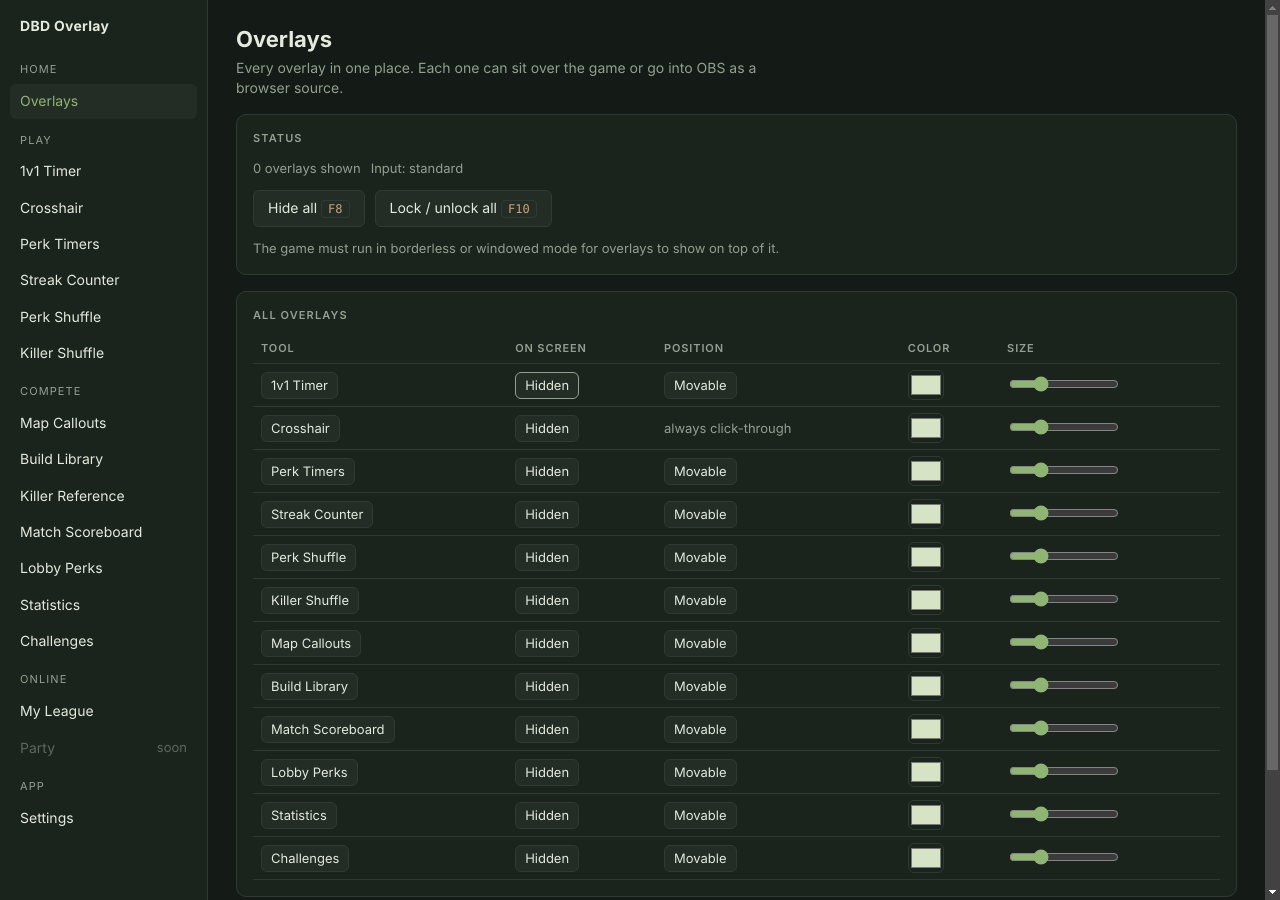 DBD Overlay
HOME
Overlays
PLAY
1v1 Timer
Crosshair
Perk Timers
Streak Counter
Perk Shuffle
Killer Shuffle
COMPETE
Map Callouts
Build Library
Killer Reference
Match Scoreboard
Lobby Perks
Statistics
Challenges
ONLINE
My League
Party soon
APP
Settings
Overlays
Every overlay in one place. Each one can sit over the game or go into OBS as a
browser source.
STATUS
0 overlays shown Input: standard
Hide all F8 Lock / unlock all F10
The game must run in borderless or windowed mode for overlays to show on top of it.
ALL OVERLAYS
TOOL ON SCREEN POSITION COLOR SIZE
1v1 Timer Hidden Movable
Crosshair Hidden always click-through
Perk Timers Hidden Movable
Streak Counter Hidden Movable
Perk Shuffle Hidden Movable
Killer Shuffle Hidden Movable
Map Callouts Hidden Movable
Build Library Hidden Movable
Match Scoreboard Hidden Movable
Lobby Perks Hidden Movable
Statistics Hidden Movable
Challenges Hidden Movable